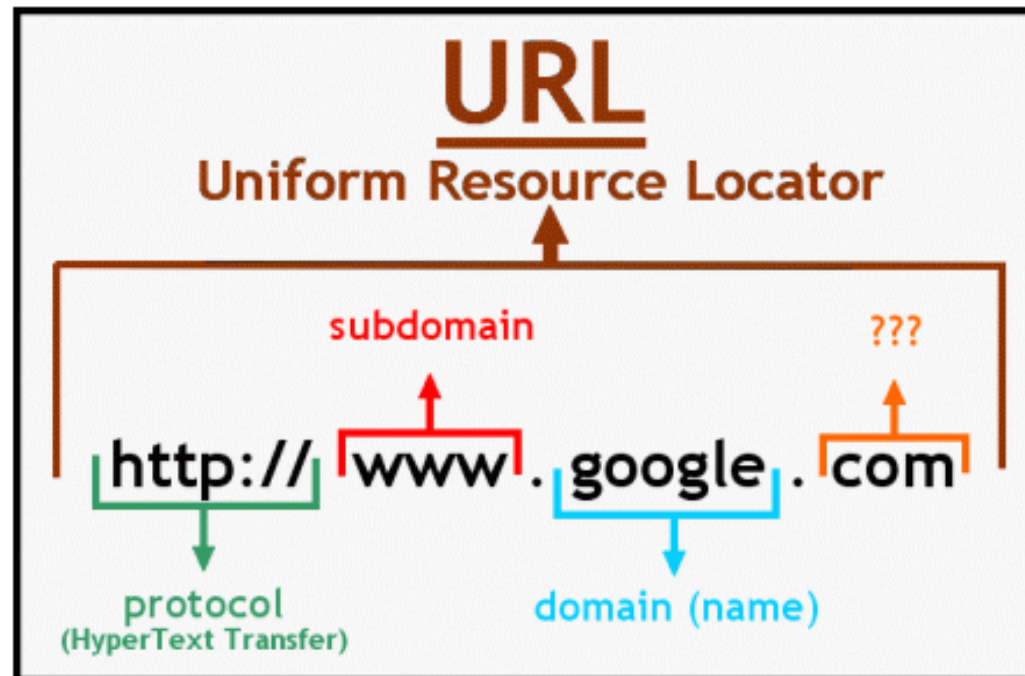 URL
Uniform Resource Locator
subdomain
???
http:// www . google . com
protocol
(HyperText Transfer)
domain (name)